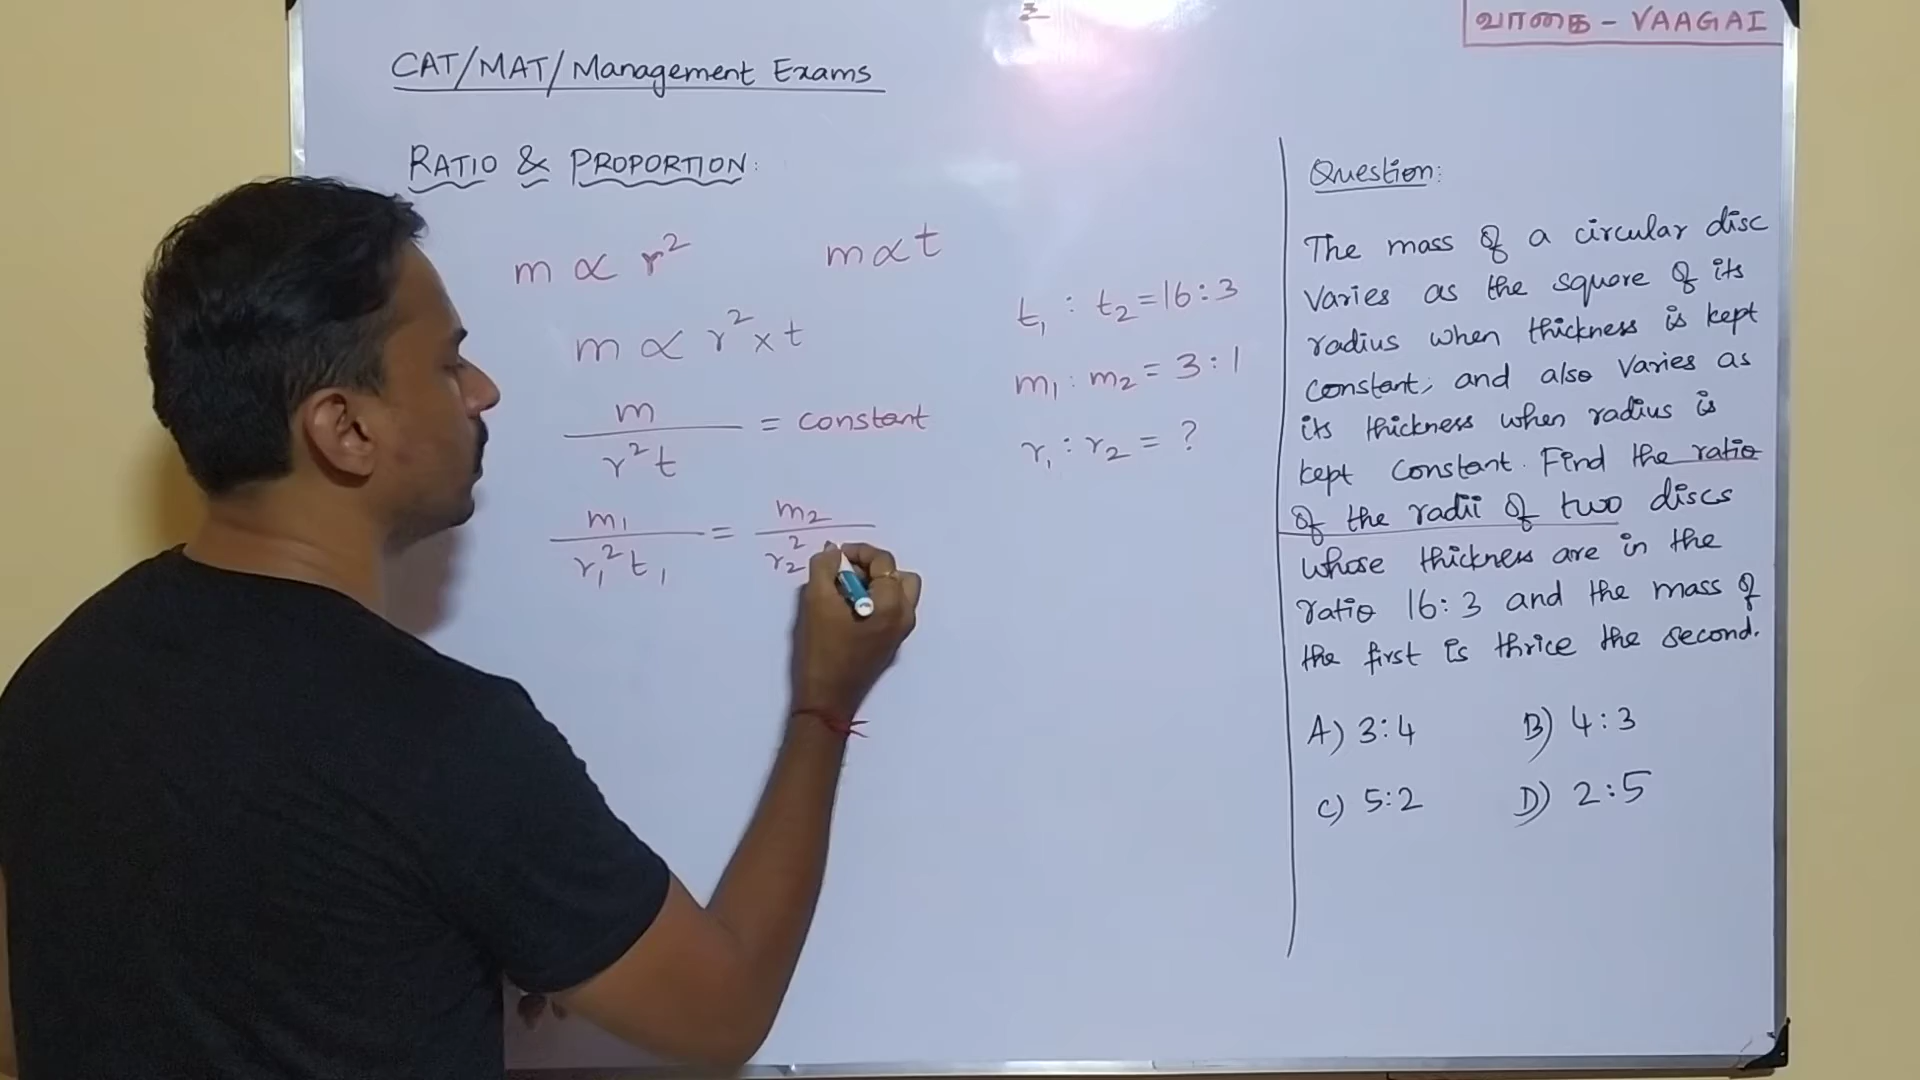 வாகை - VAAGAI
CAT/MAT/Management Exams
RATIO & PROPORTION:
m ∝ r² m ∝ t
m ∝ r² × t
m / r² t = constant
m₁ / r₁² t₁ = m₂ / r₂²
t₁ : t₂ = 16 : 3
m₁ : m₂ = 3 : 1
r₁ : r₂ = ?
Question:
The mass of a circular disc
varies as the square of its
radius when thickness is kept
constant, and also varies as
its thickness when radius is
kept constant. Find the ratio
of the radii of two discs
whose thickness are in the
ratio 16:3 and the mass of
the first is thrice the second.
A) 3:4 B) 4:3
C) 5:2 D) 2:5